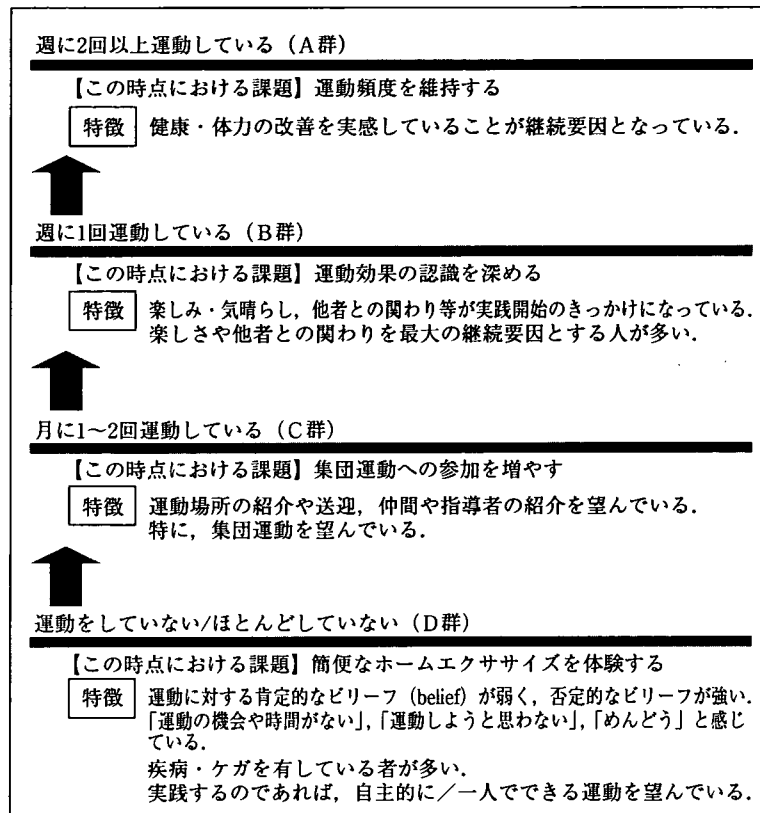 週に2回以上運動している（A群）
【この時点における課題】運動頻度を維持する
特徴 健康・体力の改善を実感していることが継続要因となっている．
週に1回運動している（B群）
【この時点における課題】運動効果の認識を深める
特徴 楽しみ・気晴らし，他者との関わり等が実践開始のきっかけになっている．
楽しさや他者との関わりを最大の継続要因とする人が多い．
月に1～2回運動している（C群）
【この時点における課題】集団運動への参加を増やす
特徴 運動場所の紹介や送迎，仲間や指導者の紹介を望んでいる．
特に，集団運動を望んでいる．
運動をしていない/ほとんどしていない（D群）
【この時点における課題】簡便なホームエクササイズを体験する
特徴 運動に対する肯定的なビリーフ（belief）が弱く，否定的なビリーフが強い．
「運動の機会や時間がない」，「運動しようと思わない」，「めんどう」と感じ
ている．
疾病・ケガを有している者が多い．
実践するのであれば，自主的に／一人でできる運動を望んでいる．